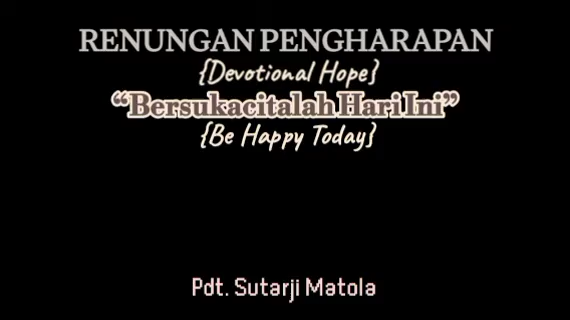 RENUNGAN PENGHARAPAN
{Devotional Hope}
“Bersukacitalah Hari Ini”
{Be Happy Today}
Pdt. Sutarji Matola